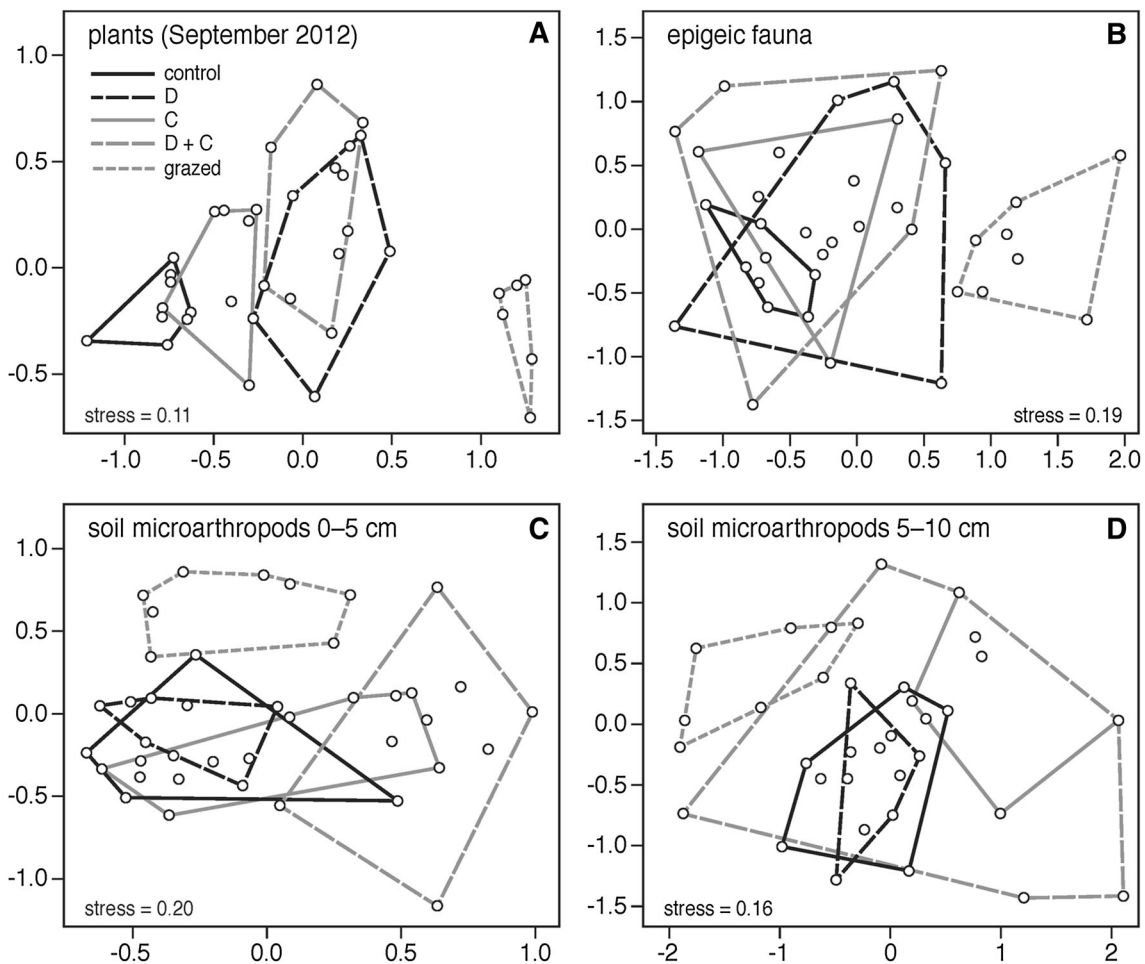 plants (September 2012) A
control
D
C
D + C
grazed
stress = 0.11
1.0
0.5
0.0
-0.5
-1.0 -0.5 0.0 0.5 1.0
epigeic fauna B
stress = 0.19
1.5
1.0
0.5
0.0
-0.5
-1.0
-1.5
-1.5 -1.0 -0.5 0.0 0.5 1.0 1.5 2.0
soil microarthropods 0–5 cm C
stress = 0.20
1.0
0.5
0.0
-0.5
-1.0
-0.5 0.0 0.5 1.0
soil microarthropods 5–10 cm D
stress = 0.16
1.5
1.0
0.5
0.0
-0.5
-1.0
-1.5
-2 -1 0 1 2